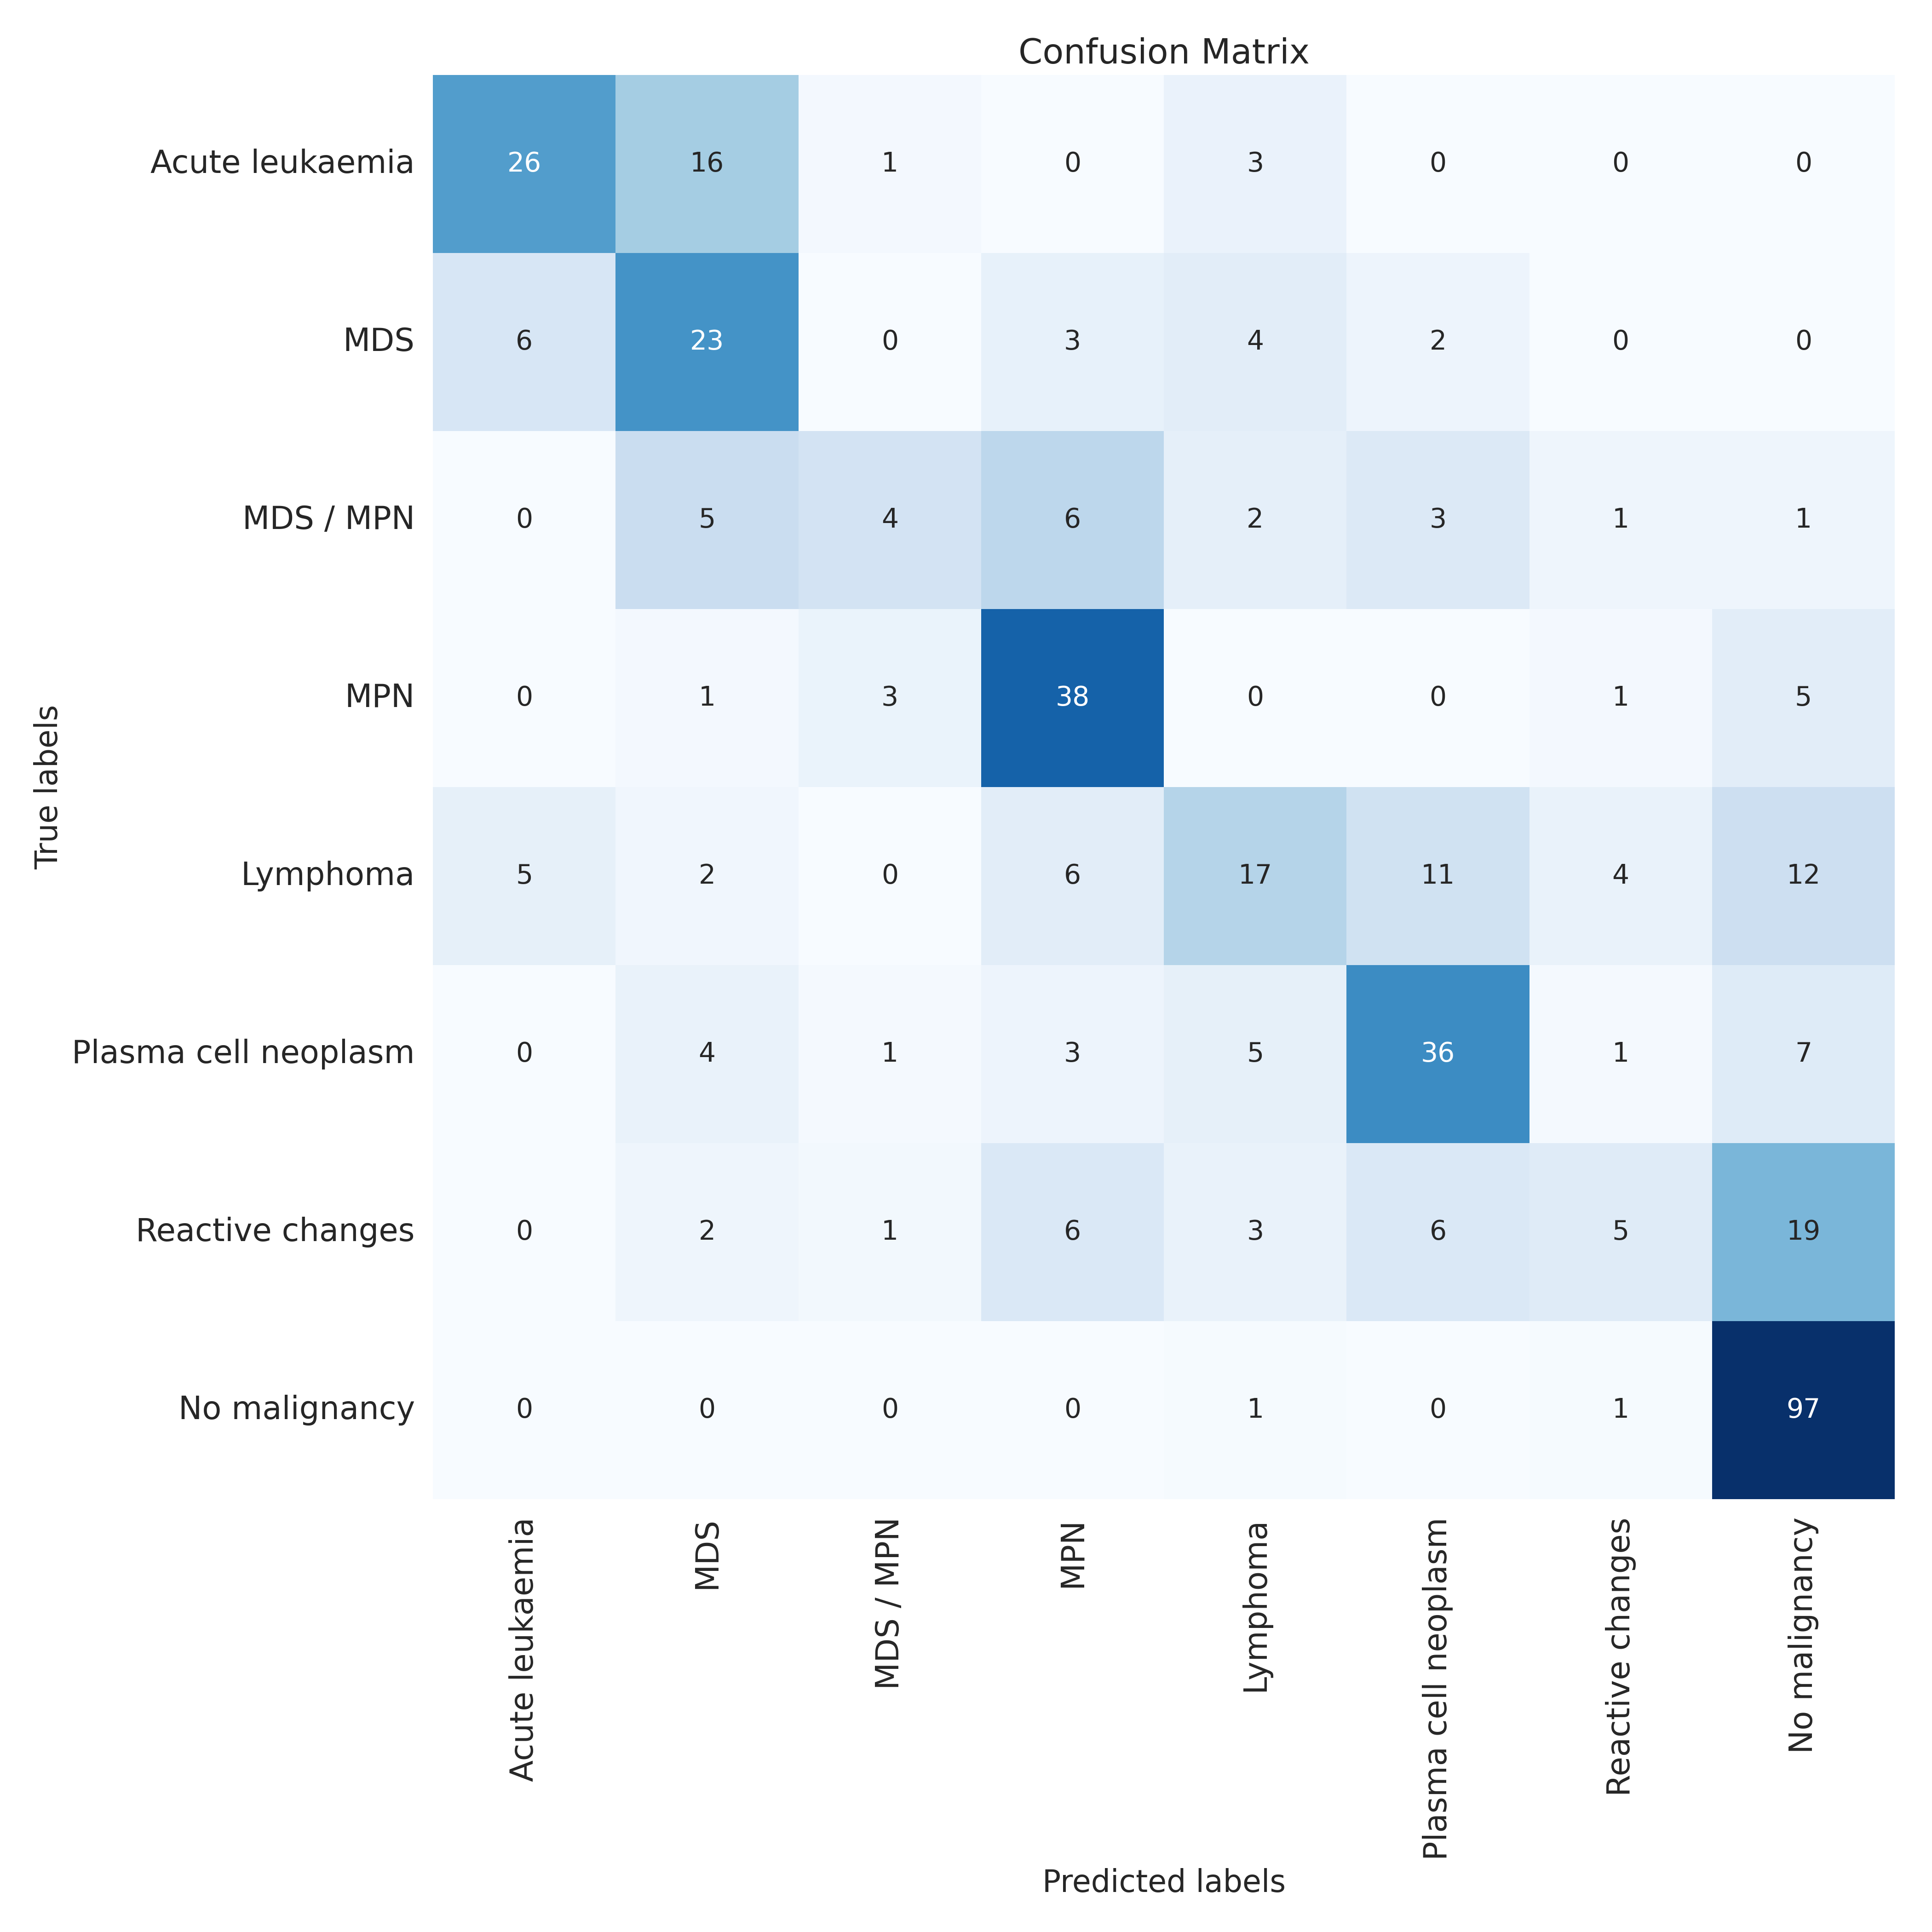 Confusion Matrix
Acute leukaemia 26 16 1 0 3 0 0 0
MDS 6 23 0 3 4 2 0 0
MDS / MPN 0 5 4 6 2 3 1 1
MPN 0 1 3 38 0 0 1 5
Lymphoma 5 2 0 6 17 11 4 12
Plasma cell neoplasm 0 4 1 3 5 36 1 7
Reactive changes 0 2 1 6 3 6 5 19
No malignancy 0 0 0 0 1 0 1 97
True labels
Acute leukaemia
MDS
MDS / MPN
MPN
Lymphoma
Plasma cell neoplasm
Reactive changes
No malignancy
Predicted labels